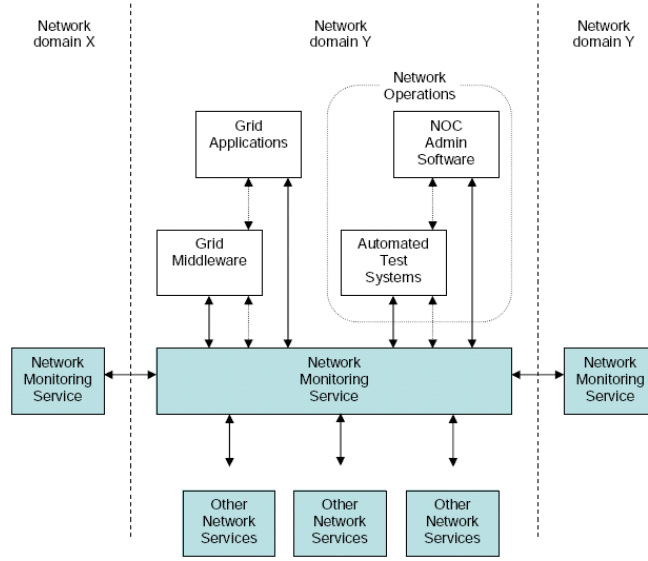 Network
domain X
Network
domain Y
Network
domain Y
Network
Operations
Grid
Applications
NOC
Admin
Software
Grid
Middleware
Automated
Test
Systems
Network
Monitoring
Service
Network
Monitoring
Service
Network
Monitoring
Service
Other
Network
Services
Other
Network
Services
Other
Network
Services